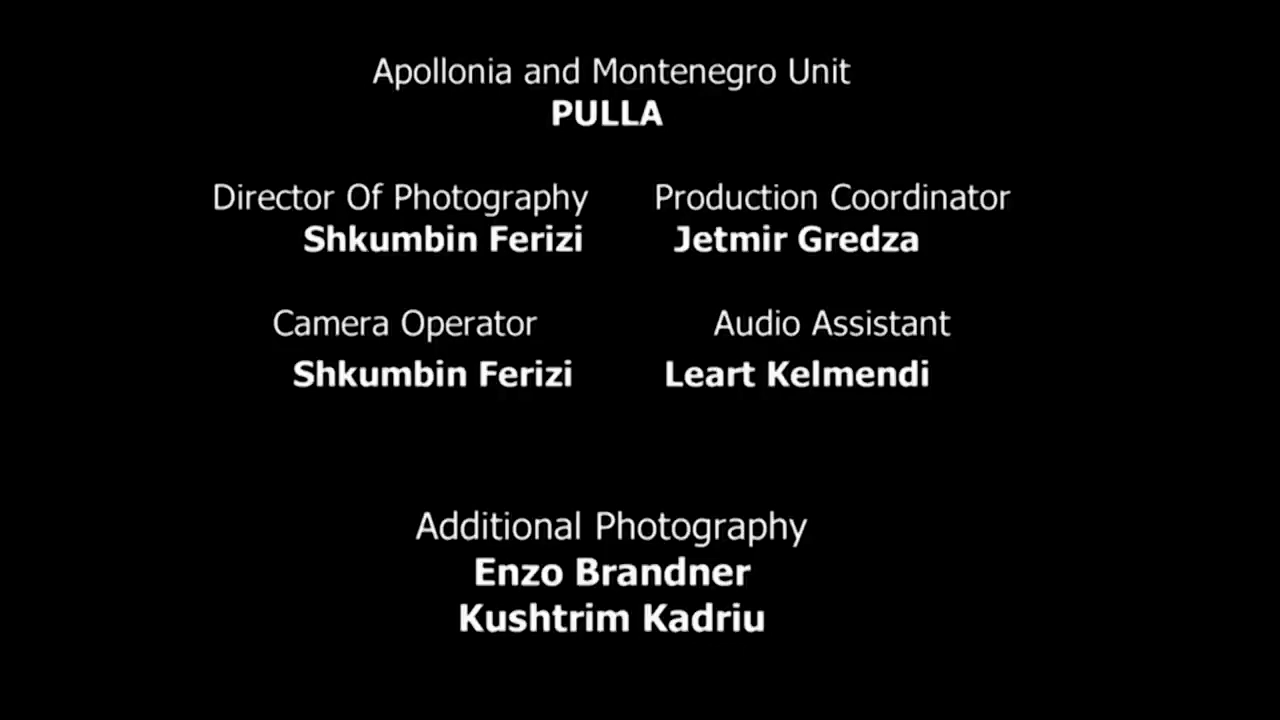 Apollonia and Montenegro Unit
PULLA
Director Of Photography
Shkumbin Ferizi
Production Coordinator
Jetmir Gredza
Camera Operator
Shkumbin Ferizi
Audio Assistant
Leart Kelmendi
Additional Photography
Enzo Brandner
Kushtrim Kadriu